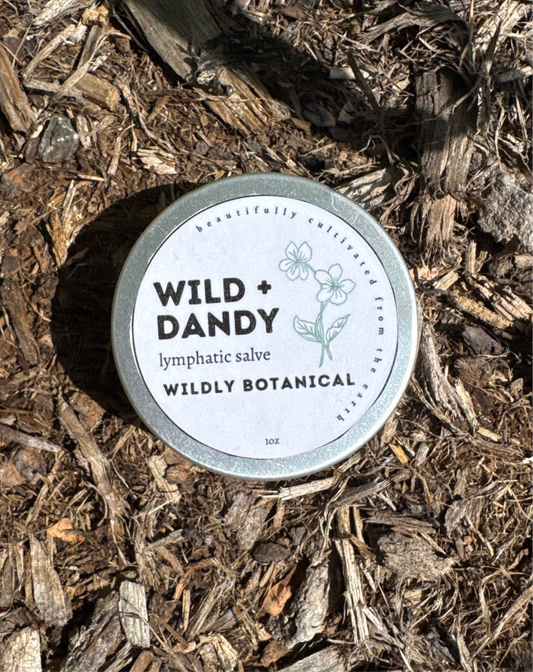 beautifully cultivated from the earth
WILD +
DANDY
lymphatic salve
WILDLY BOTANICAL
1oz